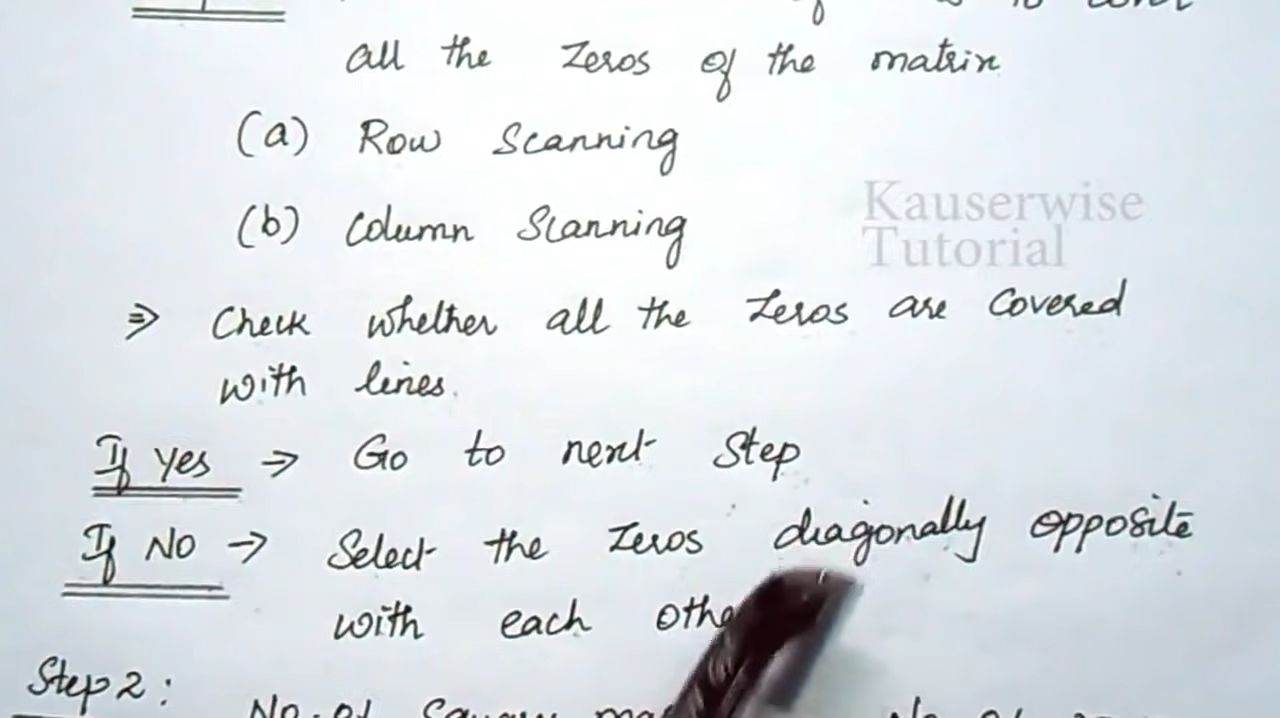 all the Zeros of the matrix
(a) Row Scanning
(b) Column Scanning
Kauserwise
Tutorial
⇒ Check whether all the Zeros are Covered
with lines.
If Yes → Go to next Step
If No → Select the Zeros diagonally opposite
with each
Step 2: No. of